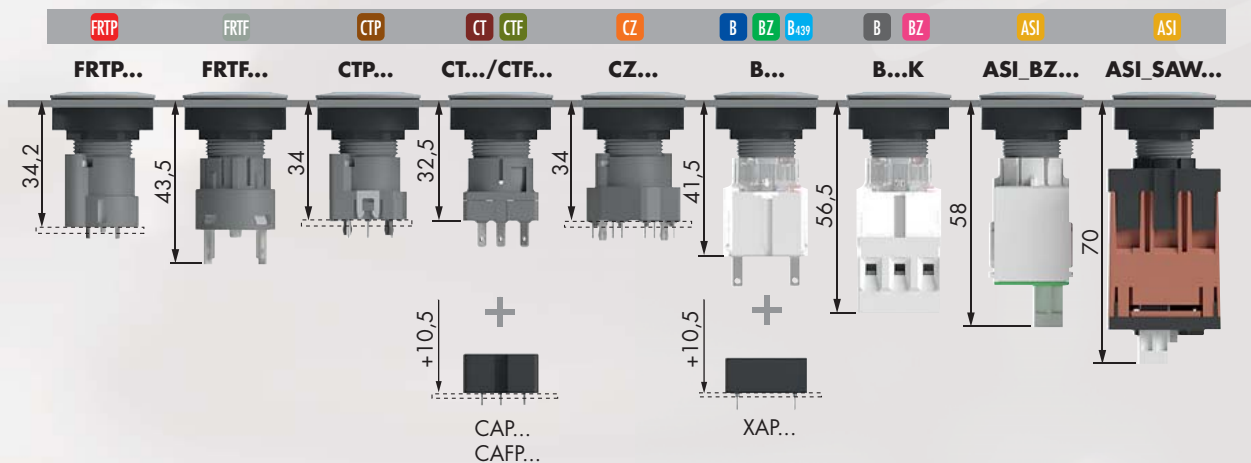 FRTP FRTF CTP CT CTF CZ B BZ B439 B BZ ASI ASI
FRTP... FRTF... CTP... CT.../CTF... CZ... B... B...K ASI_BZ... ASI_SAW...
34,2 43,5 34 32,5 34 41,5 56,5 58 70
+ +
+10,5 +10,5
CAP... XAP...
CAFP...